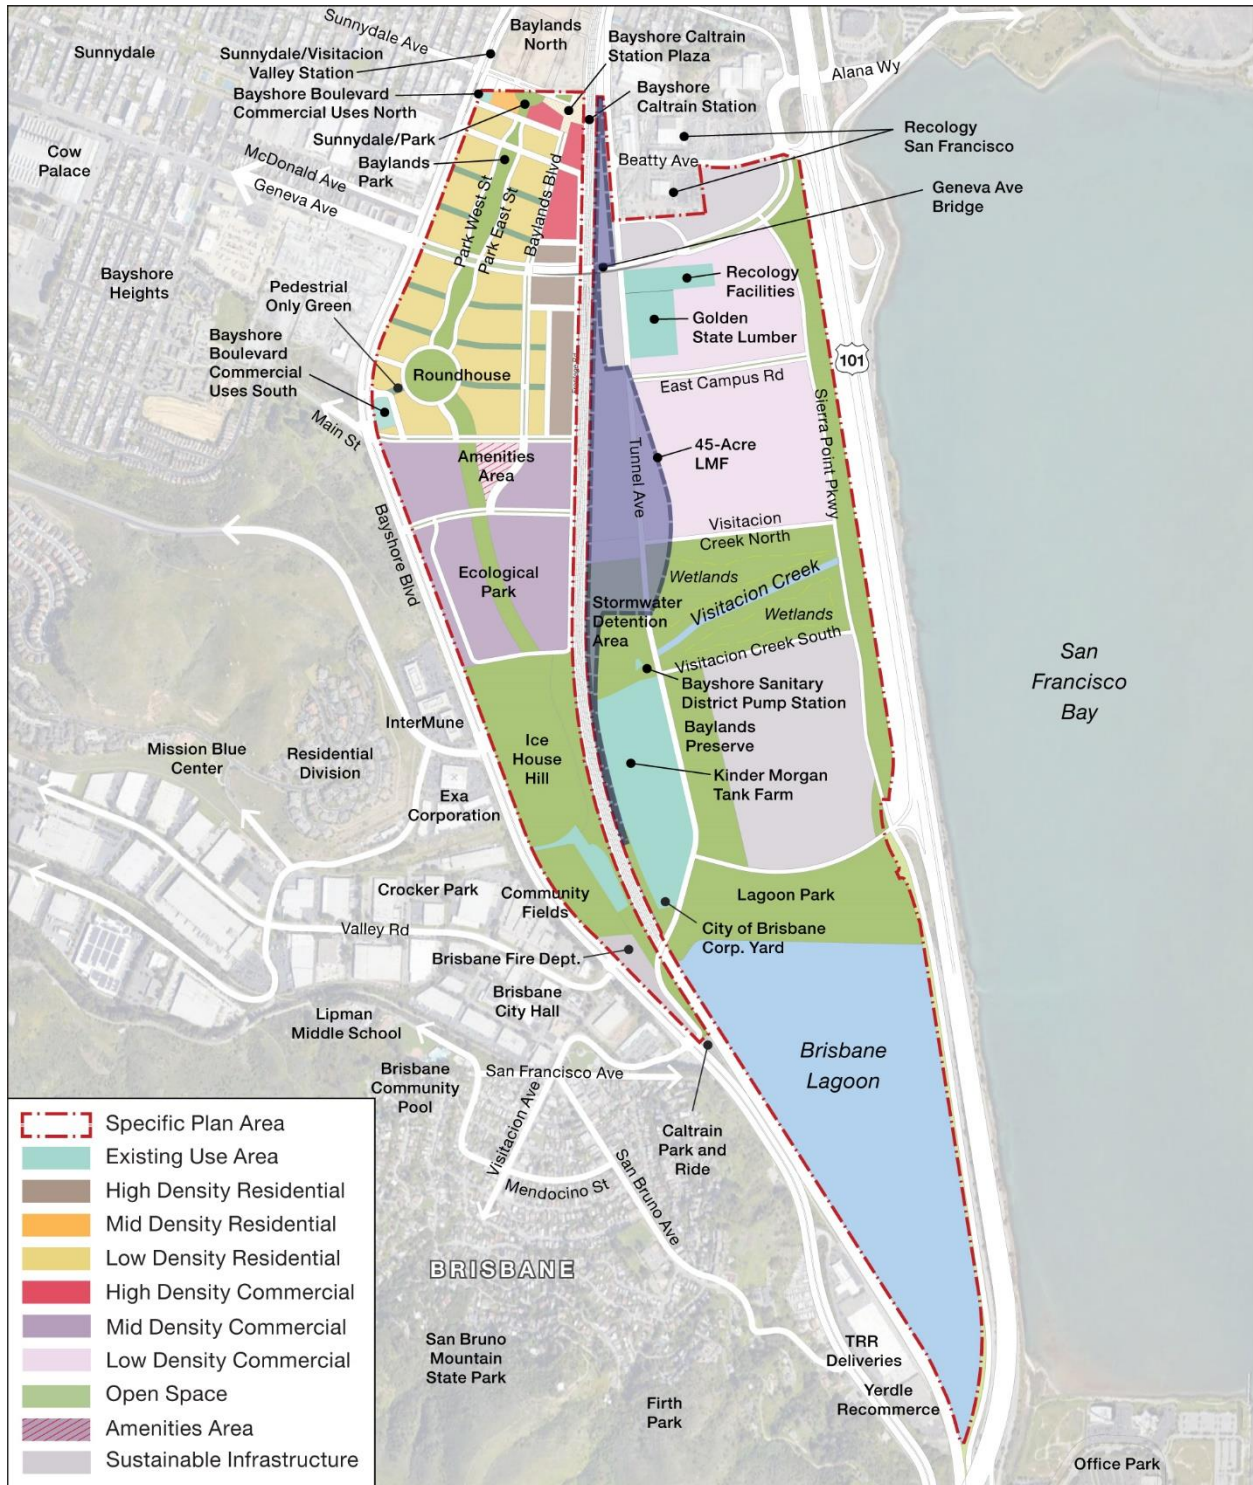 Sunnydale Ave
Baylands
North
Bayshore Caltrain
Station Plaza
Sunnydale
Sunnydale/Visitacion
Valley Station
Alana Wy
Bayshore Boulevard
Commercial Uses North
Bayshore
Caltrain Station
Sunnydale/Park
Recology
San Francisco
Cow
Palace
McDonald Ave
Baylands
Park
Beatty Ave
Geneva Ave
Geneva Ave
Bridge
Park West St
Park East St
Baylands Blvd
Bayshore
Heights
Pedestrial
Only Green
Recology
Facilities
Golden
State Lumber
Bayshore
Boulevard
Commercial
Uses South
101
Roundhouse
East Campus Rd
Sierra Point Pkwy
Main St
Amenities
Area
Tunnel Ave
45-Acre
LMF
Bayshore Blvd
Visitacion
Creek North
Ecological
Park
Wetlands
Visitacion Creek
Stormwater
Detention
Area
Wetlands
Visitacion Creek South
San
Francisco
Bay
Bayshore Sanitary
District Pump Station
InterMune
Baylands
Preserve
Mission Blue
Center
Residential
Division
Ice
House
Hill
Kinder Morgan
Tank Farm
Exa
Corporation
Crocker Park
Community
Fields
Lagoon Park
Valley Rd
City of Brisbane
Corp. Yard
Brisbane Fire Dept.
Brisbane
City Hall
Lipman
Middle School
Brisbane
Lagoon
Brisbane
Community
Pool
San Francisco Ave
Visitacion Ave
Caltrain
Park and
Ride
Mendocino St
San Bruno Ave
BRISBANE
San Bruno
Mountain
State Park
TRR
Deliveries
Yerdle
Recommerce
Firth
Park
Office Park
Specific Plan Area
Existing Use Area
High Density Residential
Mid Density Residential
Low Density Residential
High Density Commercial
Mid Density Commercial
Low Density Commercial
Open Space
Amenities Area
Sustainable Infrastructure